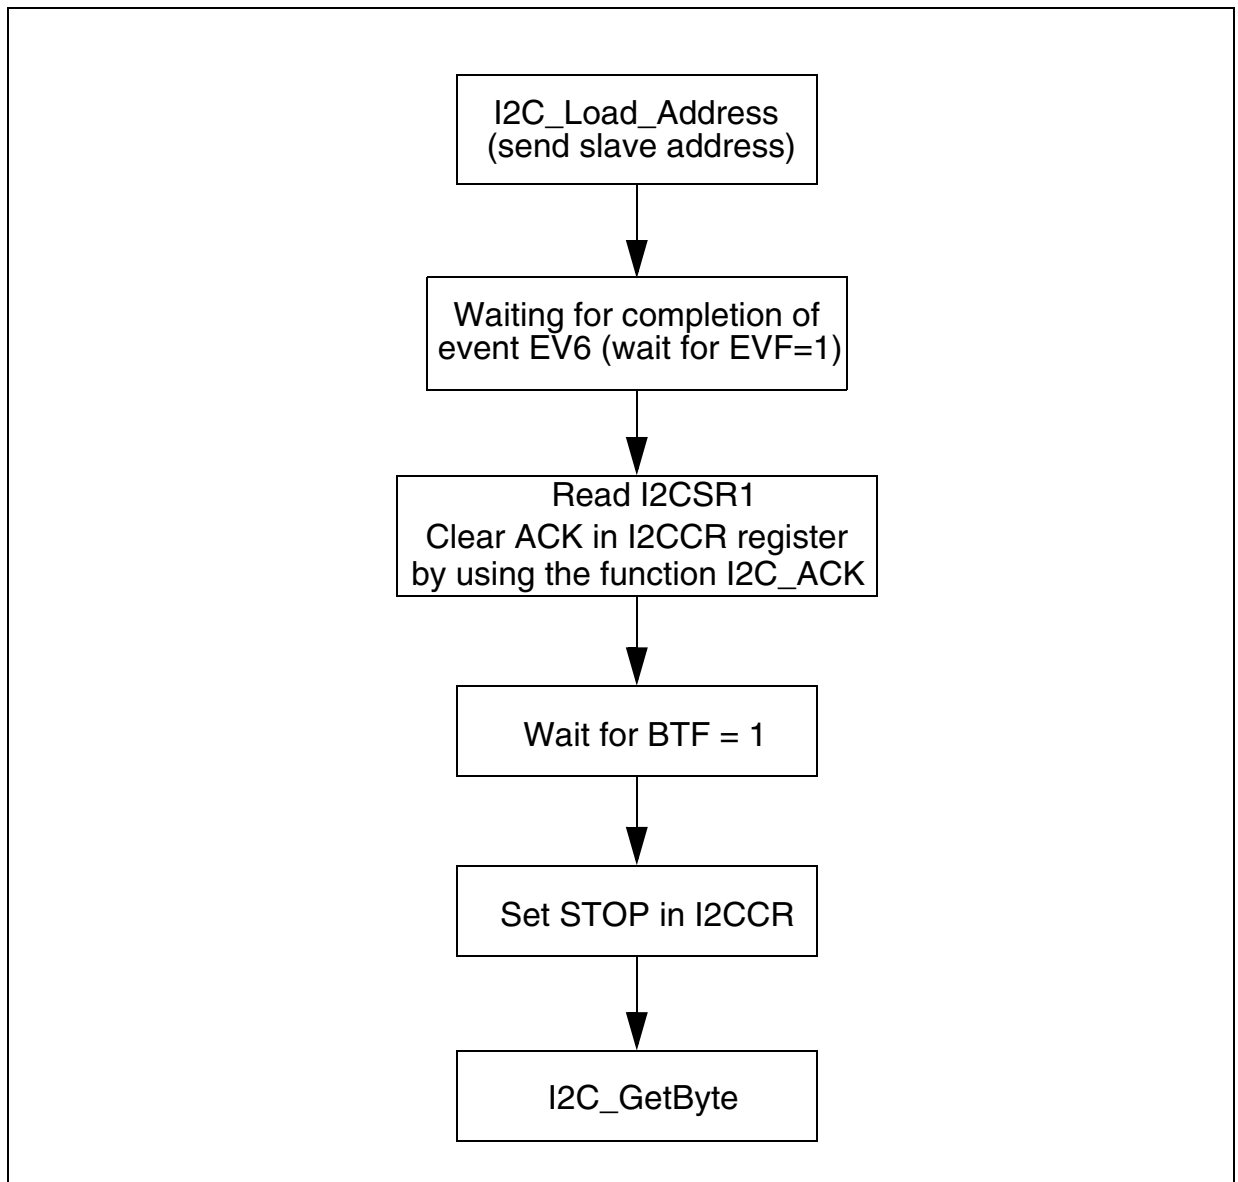 I2C_Load_Address
(send slave address)
Waiting for completion of
event EV6 (wait for EVF=1)
Read I2CSR1
Clear ACK in I2CCR register
by using the function I2C_ACK
Wait for BTF = 1
Set STOP in I2CCR
I2C_GetByte